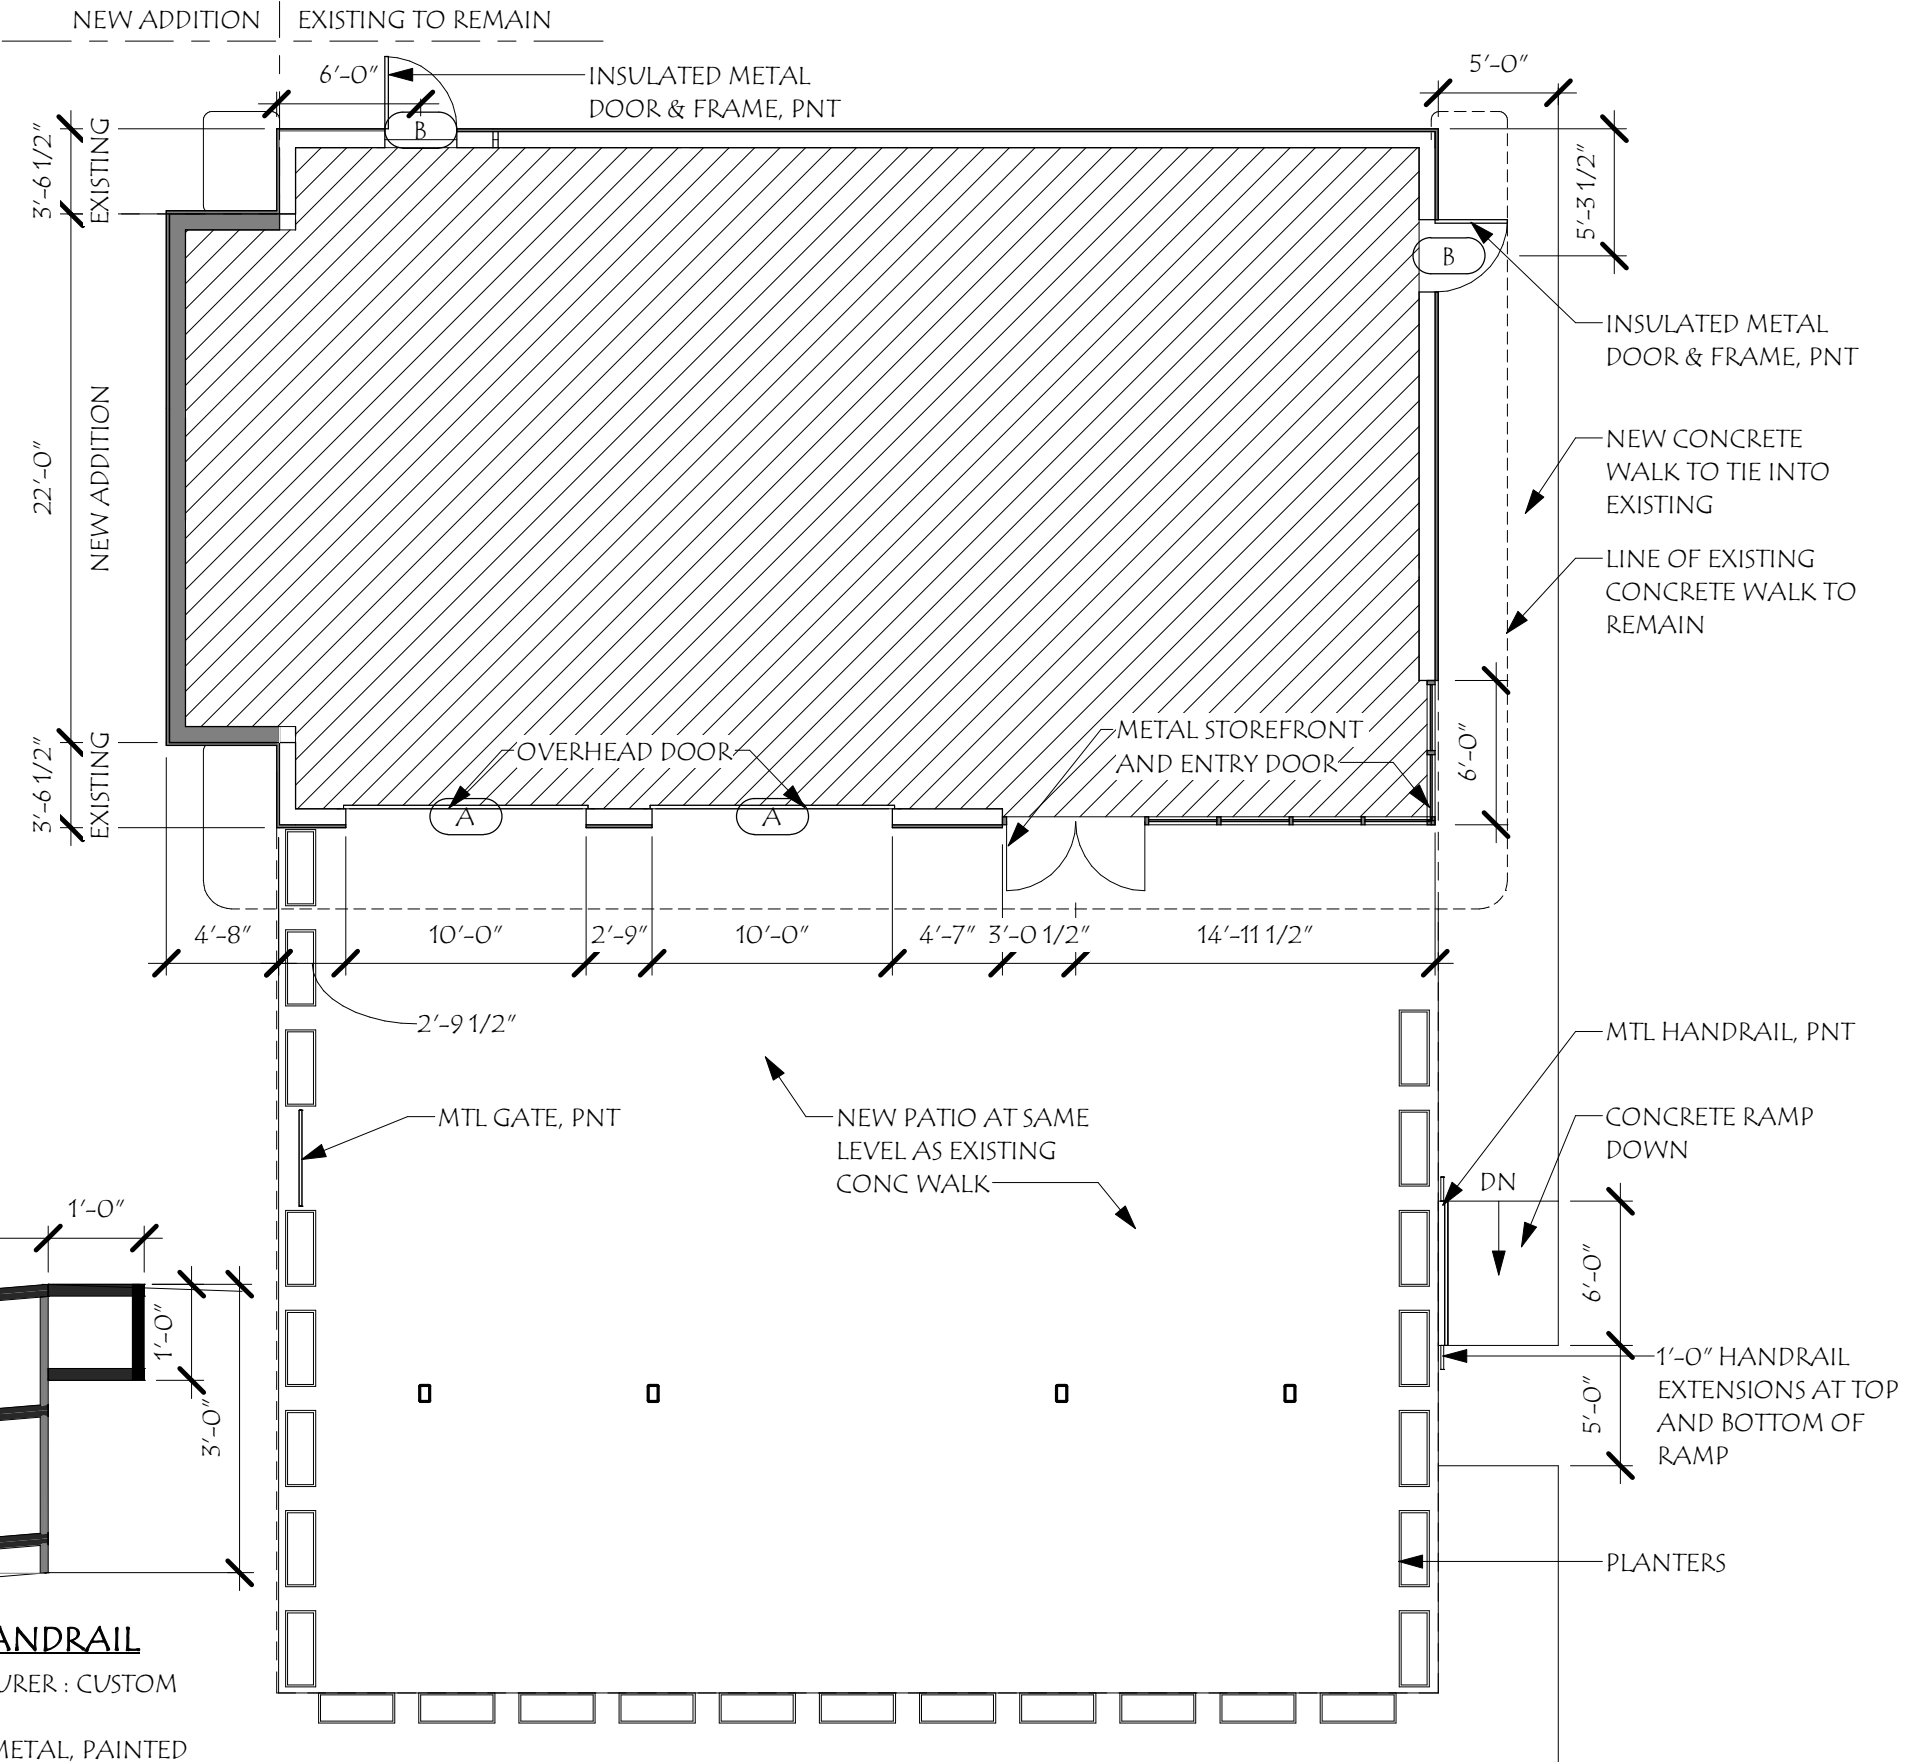 NEW ADDITION
EXISTING TO REMAIN
6'-0"
INSULATED METAL
DOOR & FRAME, PNT
5'-0"
B
3'-6 1/2"
EXISTING
5'-3 1/2"
B
INSULATED METAL
DOOR & FRAME, PNT
22'-0"
NEW ADDITION
NEW CONCRETE
WALK TO TIE INTO
EXISTING
LINE OF EXISTING
CONCRETE WALK TO
REMAIN
3'-6 1/2"
EXISTING
OVERHEAD DOOR
METAL STOREFRONT
AND ENTRY DOOR
6'-0"
A
A
4'-8"
10'-0"
2'-9"
10'-0"
4'-7"
3'-0 1/2"
14'-11 1/2"
2'-9 1/2"
MTL HANDRAIL, PNT
MTL GATE, PNT
NEW PATIO AT SAME
LEVEL AS EXISTING
CONC WALK
CONCRETE RAMP
DOWN
DN
1'-0"
1'-0"
3'-0"
6'-0"
5'-0"
1'-0" HANDRAIL
EXTENSIONS AT TOP
AND BOTTOM OF
RAMP
PLANTERS
ANDRAIL
URER : CUSTOM
METAL, PAINTED